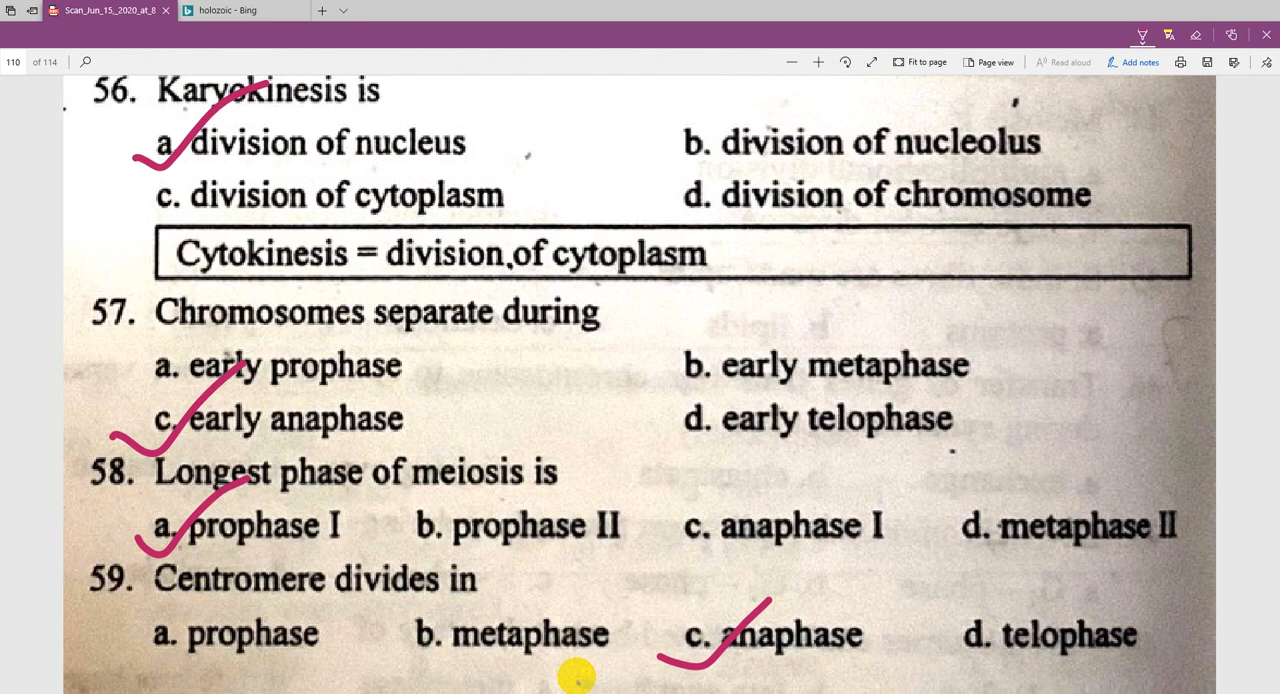 Scan_Jun_15,_2020_at_8
holozoic - Bing
110 of 114
Fit to page
Page view
Read aloud
Add notes
56. Karyokinesis is
a. division of nucleus b. division of nucleolus
c. division of cytoplasm d. division of chromosome
Cytokinesis = division of cytoplasm
57. Chromosomes separate during
a. early prophase b. early metaphase
c. early anaphase d. early telophase
58. Longest phase of meiosis is
a. prophase I b. prophase II c. anaphase I d. metaphase II
59. Centromere divides in
a. prophase b. metaphase c. anaphase d. telophase